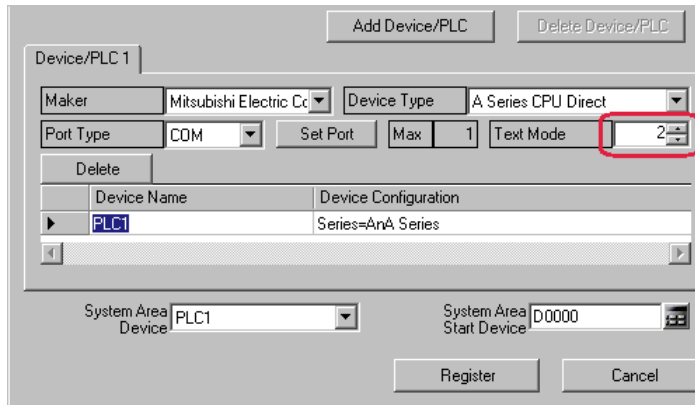 Add Device/PLC Delete Device/PLC
Device/PLC 1
Maker Mitsubishi Electric Co Device Type A Series CPU Direct
Port Type COM Set Port Max 1 Text Mode 2
Delete
Device Name Device Configuration
PLC1 Series=AnA Series
System Area Device PLC1 System Area Start Device D0000
Register Cancel